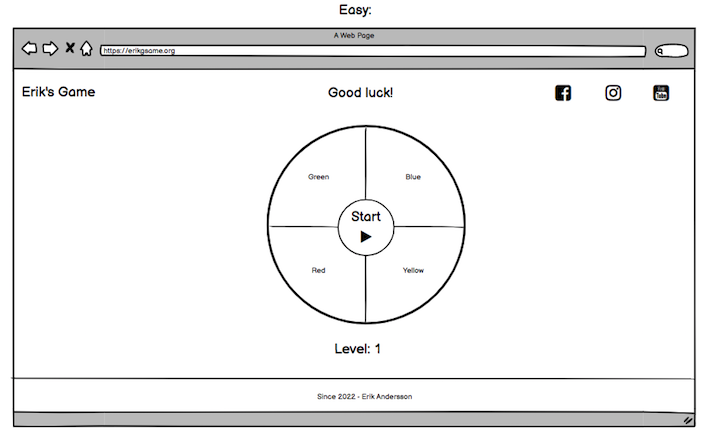 Easy:
A Web Page
https://erikgsame.org
Erik's Game
Good luck!
Green
Blue
Start
Red
Yellow
Level: 1
Since 2022 - Erik Andersson